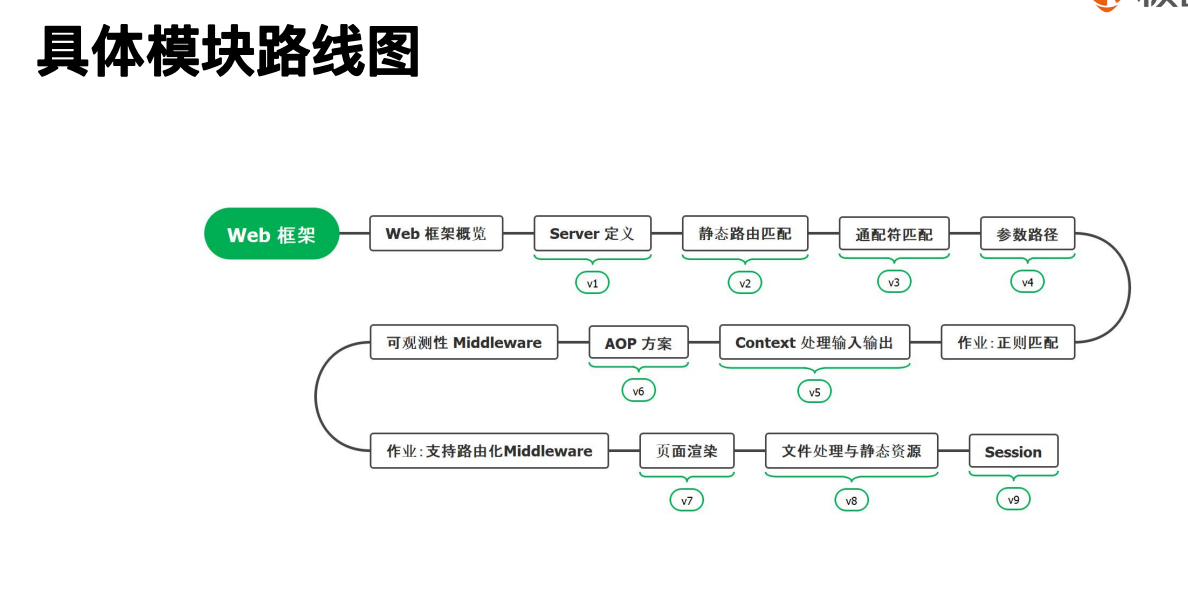 具体模块路线图
Web 框架
Web 框架概览
Server 定义
静态路由匹配
通配符匹配
参数路径
v1
v2
v3
v4
作业:正则匹配
Context 处理输入输出
AOP 方案
可观测性 Middleware
v5
v6
作业:支持路由化Middleware
页面渲染
文件处理与静态资源
Session
v7
v8
v9